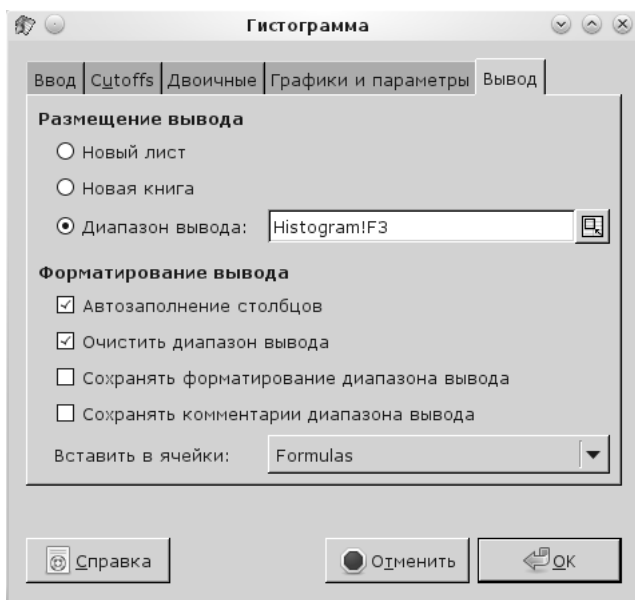 Гистограмма
Ввод Cutoffs Двоичные Графики и параметры Вывод
Размещение вывода
Новый лист
Новая книга
Диапазон вывода: Histogram!F3
Форматирование вывода
Автозаполнение столбцов
Очистить диапазон вывода
Сохранять форматирование диапазона вывода
Сохранять комментарии диапазона вывода
Вставить в ячейки: Formulas
Справка Отменить OK